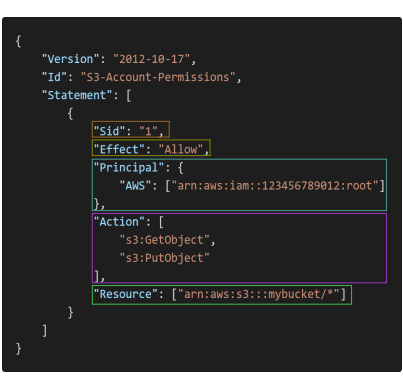 {
"Version": "2012-10-17",
"Id": "S3-Account-Permissions",
"Statement": [
{
"Sid": "1",
"Effect": "Allow",
"Principal": {
"AWS": ["arn:aws:iam::123456789012:root"]
},
"Action": [
"s3:GetObject",
"s3:PutObject"
],
"Resource": ["arn:aws:s3:::mybucket/*"]
}
]
}